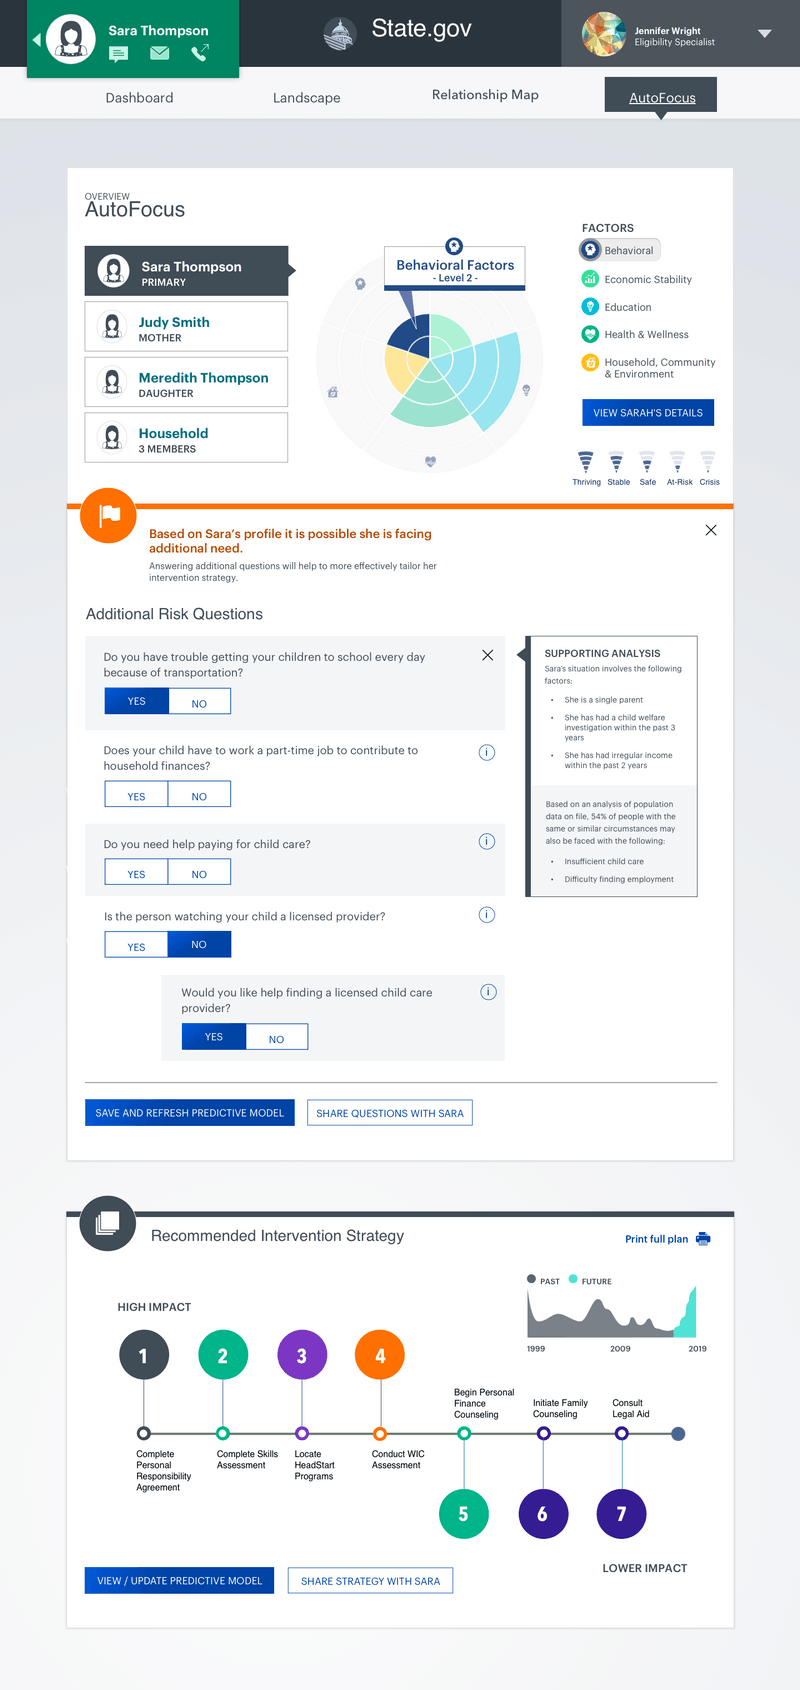 Sara Thompson
State.gov
Jennifer Wright
Eligibility Specialist
Dashboard
Landscape
Relationship Map
AutoFocus
OVERVIEW
AutoFocus
Sara Thompson
PRIMARY
Judy Smith
MOTHER
Meredith Thompson
DAUGHTER
Household
3 MEMBERS
Behavioral Factors
- Level 2 -
FACTORS
Behavioral
Economic Stability
Education
Health & Wellness
Household, Community
& Environment
VIEW SARAH'S DETAILS
Thriving
Stable
Safe
At-Risk
Crisis
Based on Sara's profile it is possible she is facing
additional need.
Answering additional questions will help to more effectively tailor her
intervention strategy.
Additional Risk Questions
Do you have trouble getting your children to school every day
because of transportation?
YES
NO
Does your child have to work a part-time job to contribute to
household finances?
i
YES
NO
Do you need help paying for child care?
i
YES
NO
Is the person watching your child a licensed provider?
i
YES
NO
Would you like help finding a licensed child care
provider?
i
YES
NO
SUPPORTING ANALYSIS
Sara's situation involves the following
factors:
• She is a single parent
• She has had a child welfare
investigation within the past 3
years
• She has had irregular income
within the past 2 years
Based on an analysis of population
data on file, 54% of people with the
same or similar circumstances may
also be faced with the following:
• Insufficient child care
• Difficulty finding employment
SAVE AND REFRESH PREDICTIVE MODEL
SHARE QUESTIONS WITH SARA
Recommended Intervention Strategy
Print full plan
PAST
FUTURE
1999
2009
2019
HIGH IMPACT
1
2
3
4
Complete
Personal
Responsibility
Agreement
Complete Skills
Assessment
Locate
HeadStart
Programs
Conduct WIC
Assessment
Begin Personal
Finance
Counseling
Initiate Family
Counseling
Consult
Legal Aid
5
6
7
LOWER IMPACT
VIEW / UPDATE PREDICTIVE MODEL
SHARE STRATEGY WITH SARA